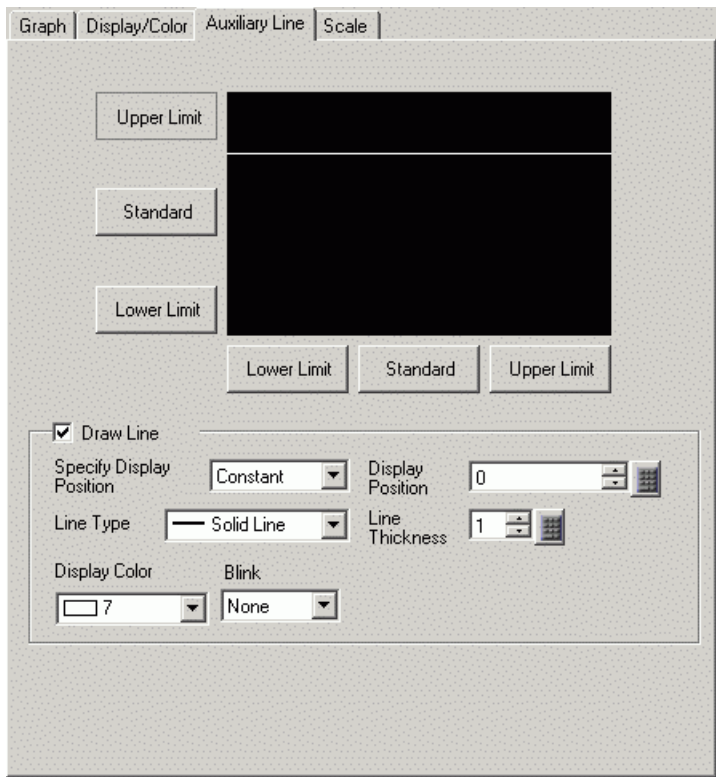 Graph Display/Color Auxiliary Line Scale
Upper Limit
Standard
Lower Limit
Lower Limit Standard Upper Limit
Draw Line
Specify Display
Position
Constant
Display
Position
0
Line Type
Solid Line
Line
Thickness
1
Display Color
Blink
7
None